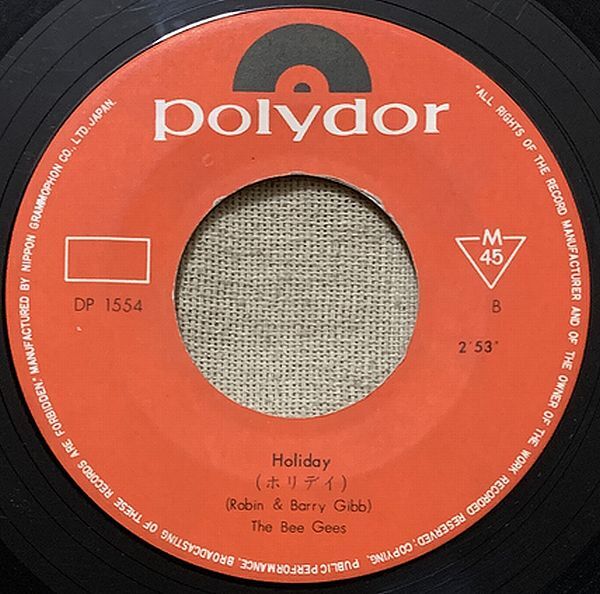 polydor
"ALL RIGHTS OF THE RECORD MANUFACTURER AND OF THE OWNER OF THE WORK RECORDED RESERVED; COPYING, PUBLIC PERFORMANCE, BROADCASTING OF THESE RECORDS ARE FORBIDDEN" MANUFACTURED BY NIPPON GRAMMOPHON CO., LTD. JAPAN.
M
45
DP 1554
B
2'53"
Holiday
(ホリデイ)
(Robin & Barry Gibb)
The Bee Gees